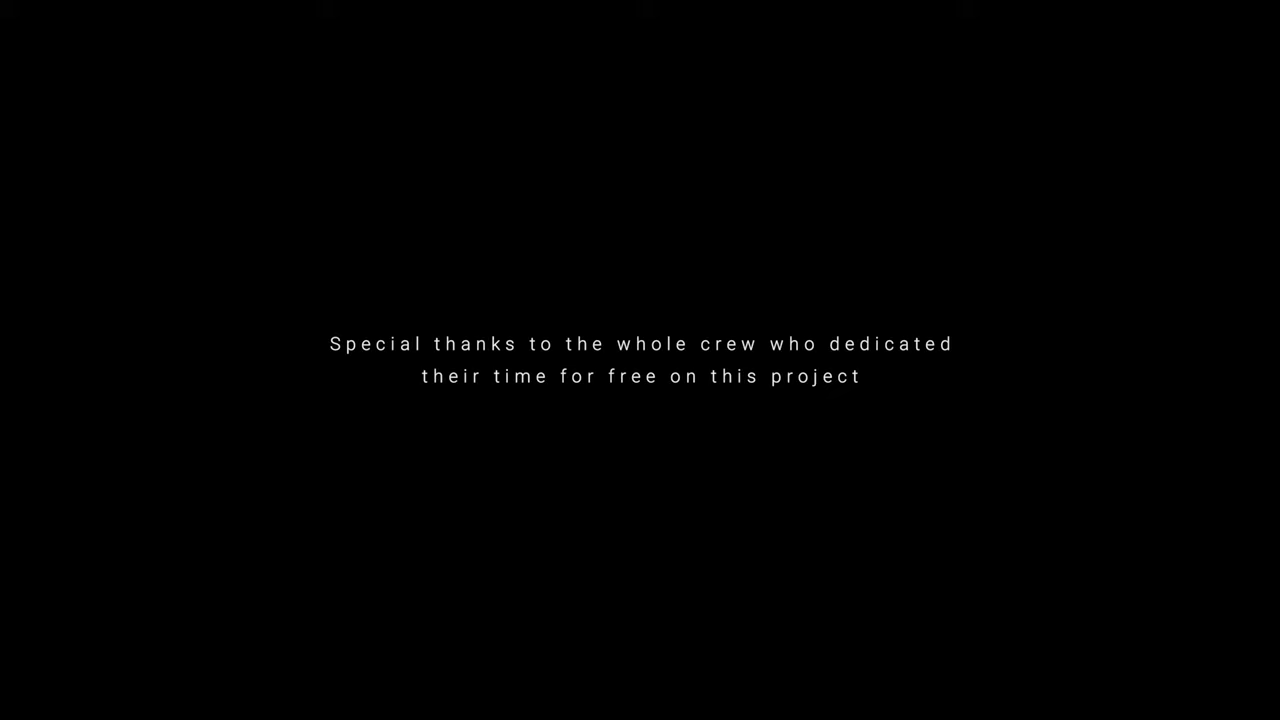 Special thanks to the whole crew who dedicated
their time for free on this project